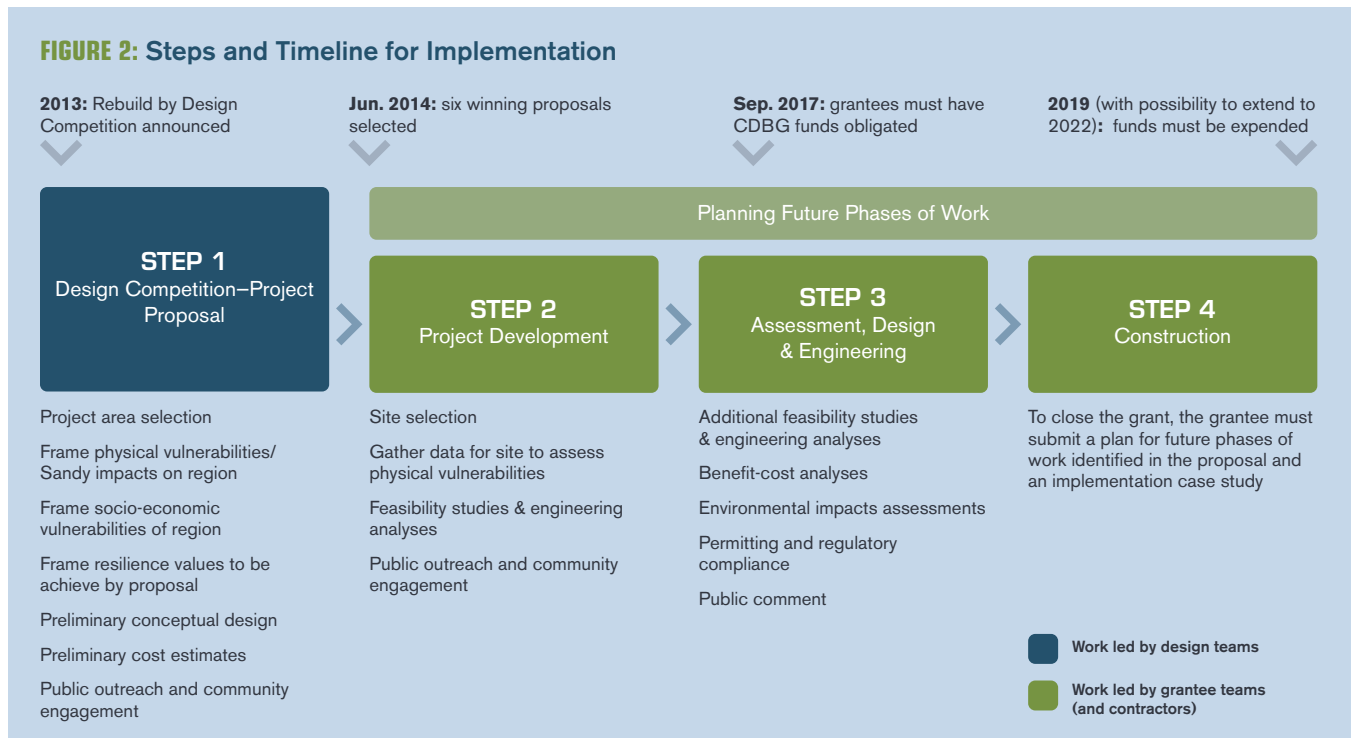 FIGURE 2: Steps and Timeline for Implementation
2013: Rebuild by Design
Competition announced
Jun. 2014: six winning proposals
selected
Sep. 2017: grantees must have
CDBG funds obligated
2019 (with possibility to extend to
2022): funds must be expended
Planning Future Phases of Work
STEP 1
Design Competition–Project
Proposal
STEP 2
Project Development
STEP 3
Assessment, Design
& Engineering
STEP 4
Construction
Project area selection
Frame physical vulnerabilities/
Sandy impacts on region
Frame socio-economic
vulnerabilities of region
Frame resilience values to be
achieve by proposal
Preliminary conceptual design
Preliminary cost estimates
Public outreach and community
engagement
Site selection
Gather data for site to assess
physical vulnerabilities
Feasibility studies & engineering
analyses
Public outreach and community
engagement
Additional feasibility studies
& engineering analyses
Benefit-cost analyses
Environmental impacts assessments
Permitting and regulatory
compliance
Public comment
To close the grant, the grantee must
submit a plan for future phases of
work identified in the proposal and
an implementation case study
Work led by design teams
Work led by grantee teams
(and contractors)